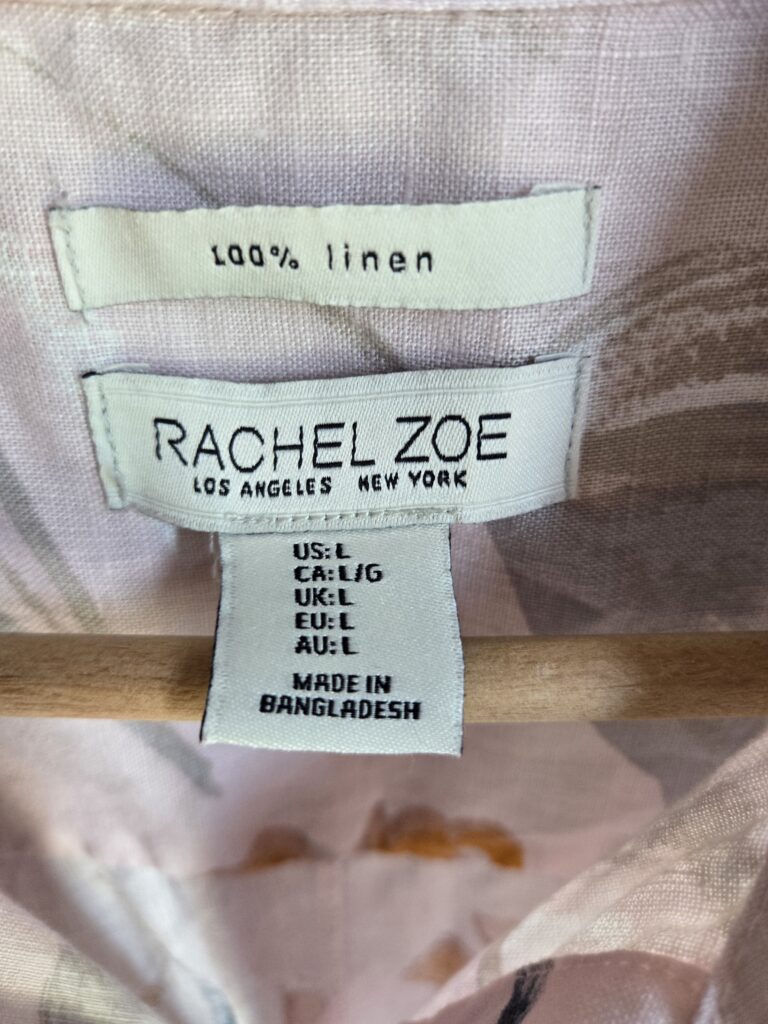 100% linen
RACHEL ZOE
LOS ANGELES NEW YORK
US: L
CA: L/G
UK: L
EU: L
AU: L
MADE IN
BANGLADESH